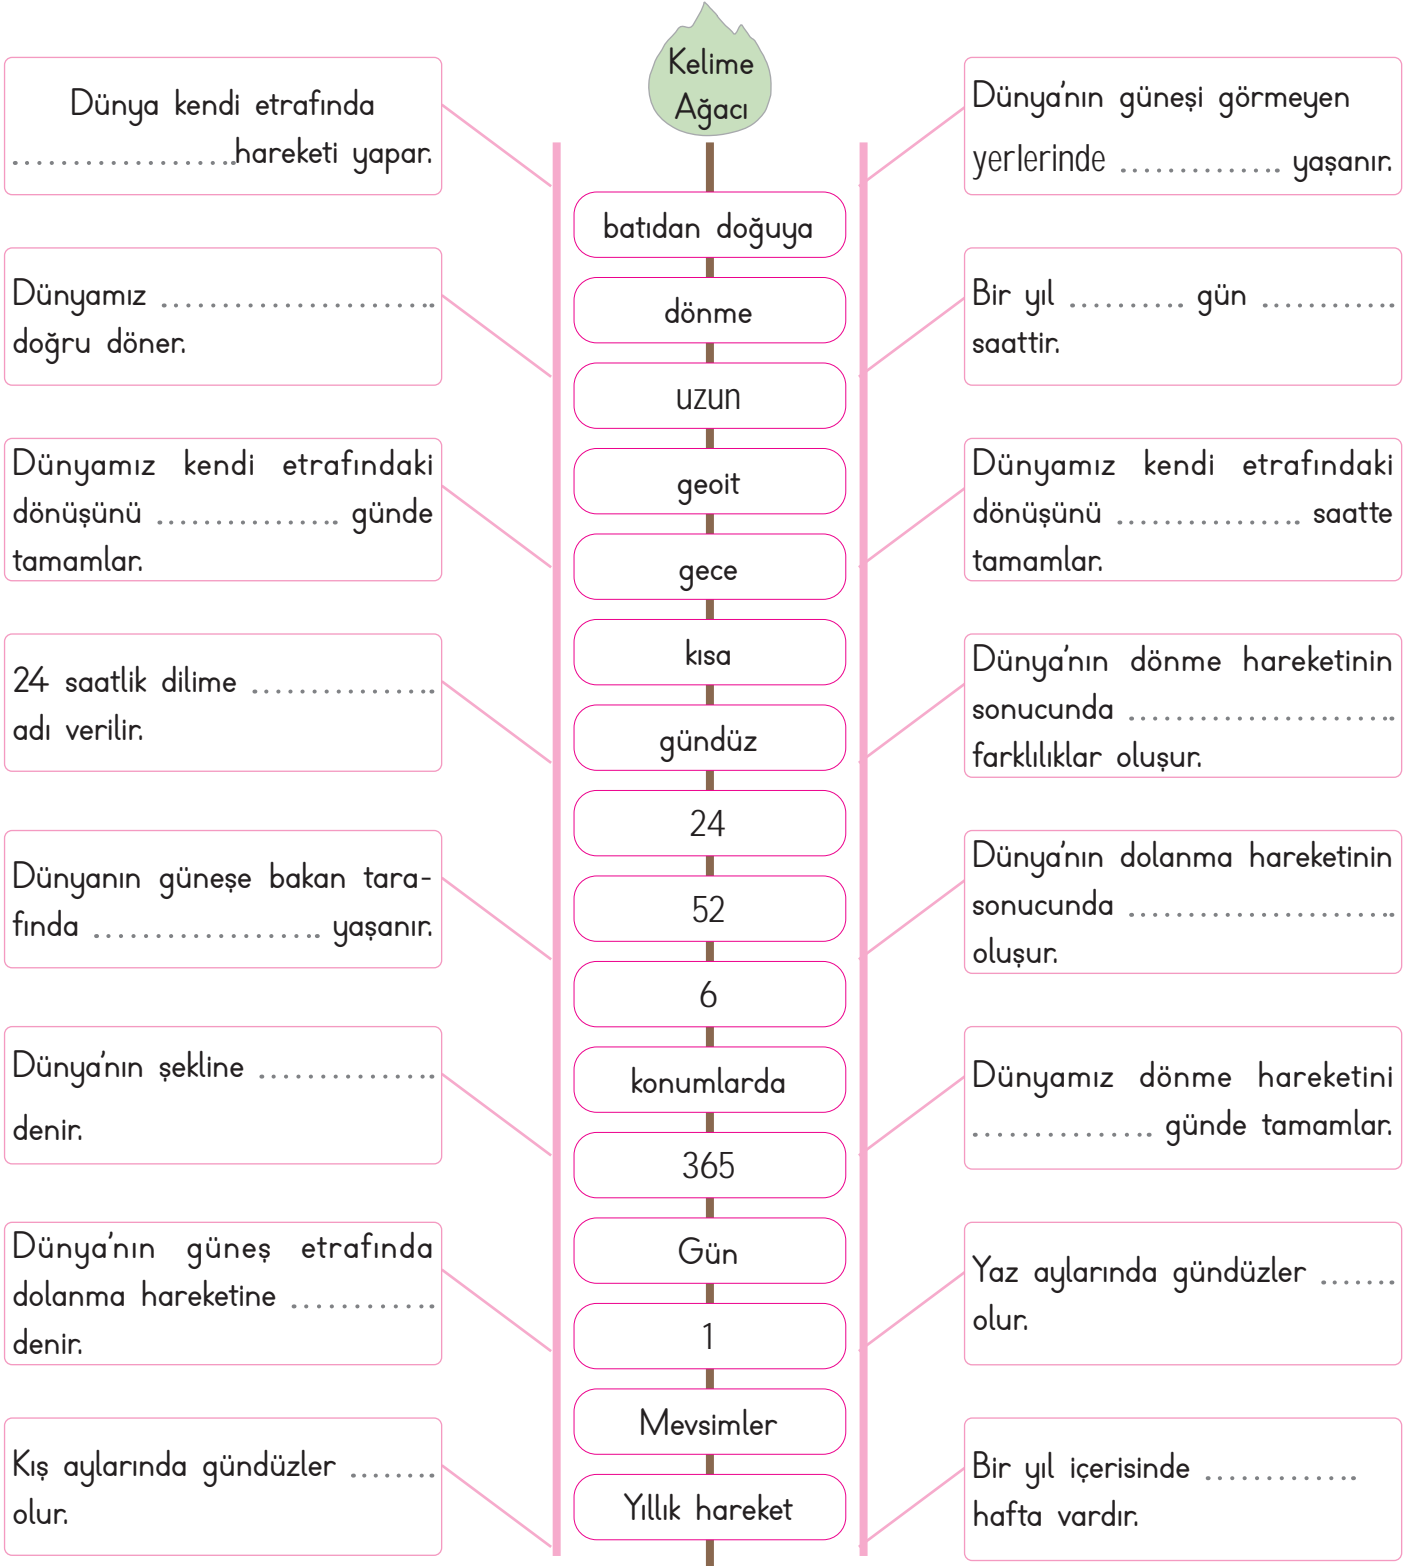 Kelime
Ağacı
Dünya kendi etrafında
.....................hareketi yapar.
Dünyamız .........................
doğru döner.
Dünyamız kendi etrafındaki
dönüşünü ................. günde
tamamlar.
24 saatlik dilime .................
adı verilir.
Dünyanın güneşe bakan tara-
fında ..................... yaşanır.
Dünya'nın şekline .................
denir.
Dünya'nın güneş etrafında
dolanma hareketine .............
denir.
Kış aylarında gündüzler ........
olur.
batıdan doğuya
dönme
uzun
geoit
gece
kısa
gündüz
24
52
6
konumlarda
365
Gün
1
Mevsimler
Yıllık hareket
Dünya'nın güneşi görmeyen
yerlerinde .............. yaşanır.
Bir yıl .......... gün ............
saattir.
Dünyamız kendi etrafındaki
dönüşünü ................. saatte
tamamlar.
Dünya'nın dönme hareketinin
sonucunda ........................
farklılıklar oluşur.
Dünya'nın dolanma hareketinin
sonucunda ........................
oluşur.
Dünyamız dönme hareketini
................. günde tamamlar.
Yaz aylarında gündüzler .......
olur.
Bir yıl içerisinde .............
hafta vardır.